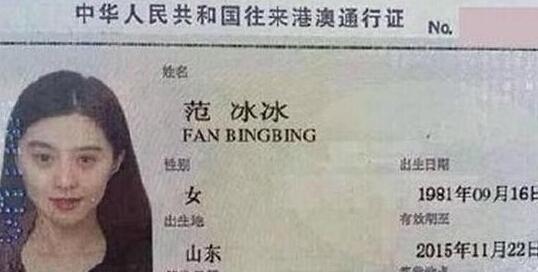 中华人民共和国往来港澳通行证 No.
姓名
范 冰冰
FAN BINGBING
性别 出生日期
女 1981年09月16日
出生地 有效期至
山东 2015年11月22日